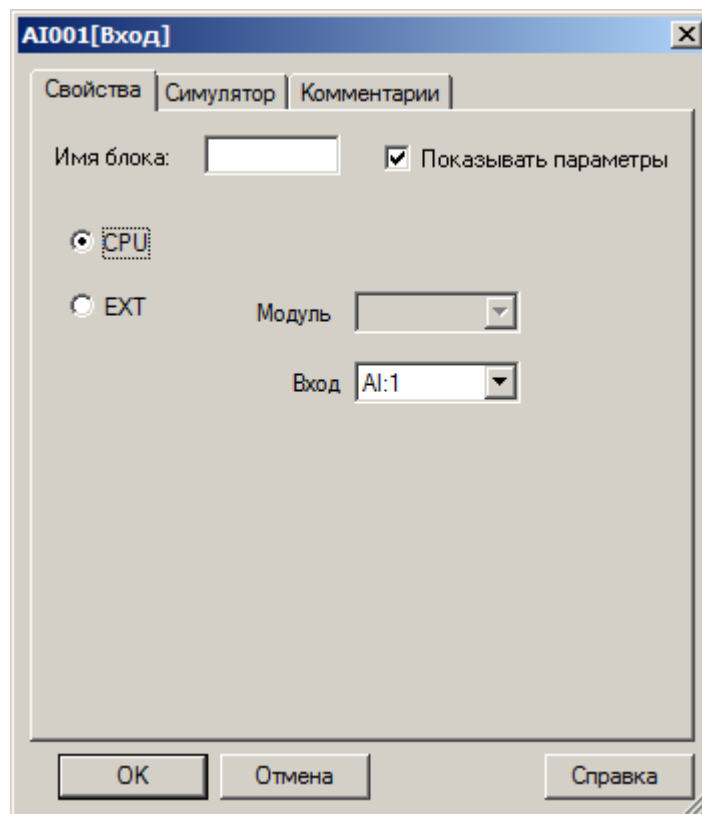 AI001[Вход]
Свойства Симулятор Комментарии
Имя блока: Показывать параметры
CPU
EXT Модуль
Вход AI:1
OK Отмена Справка